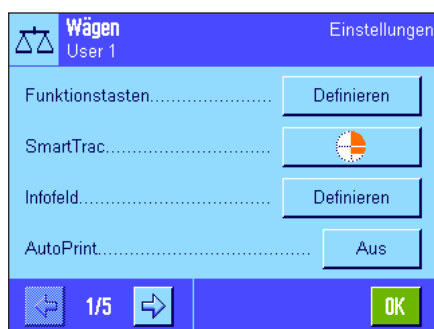 Wägen
Einstellungen
User 1
Funktionstasten......................
Definieren
SmartTrac..............................
Infofeld...................................
Definieren
AutoPrint.......................................
Aus
1/5
OK